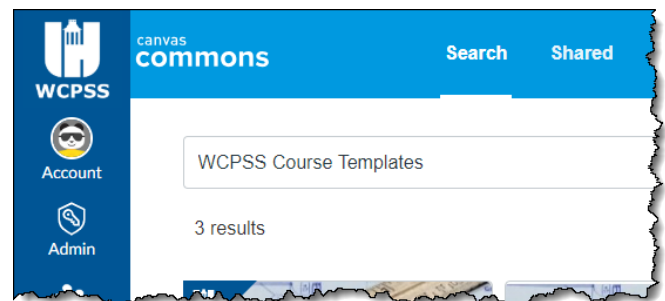 WCPSS
Account
Admin
canvas
commons
Search
Shared
WCPSS Course Templates
3 results